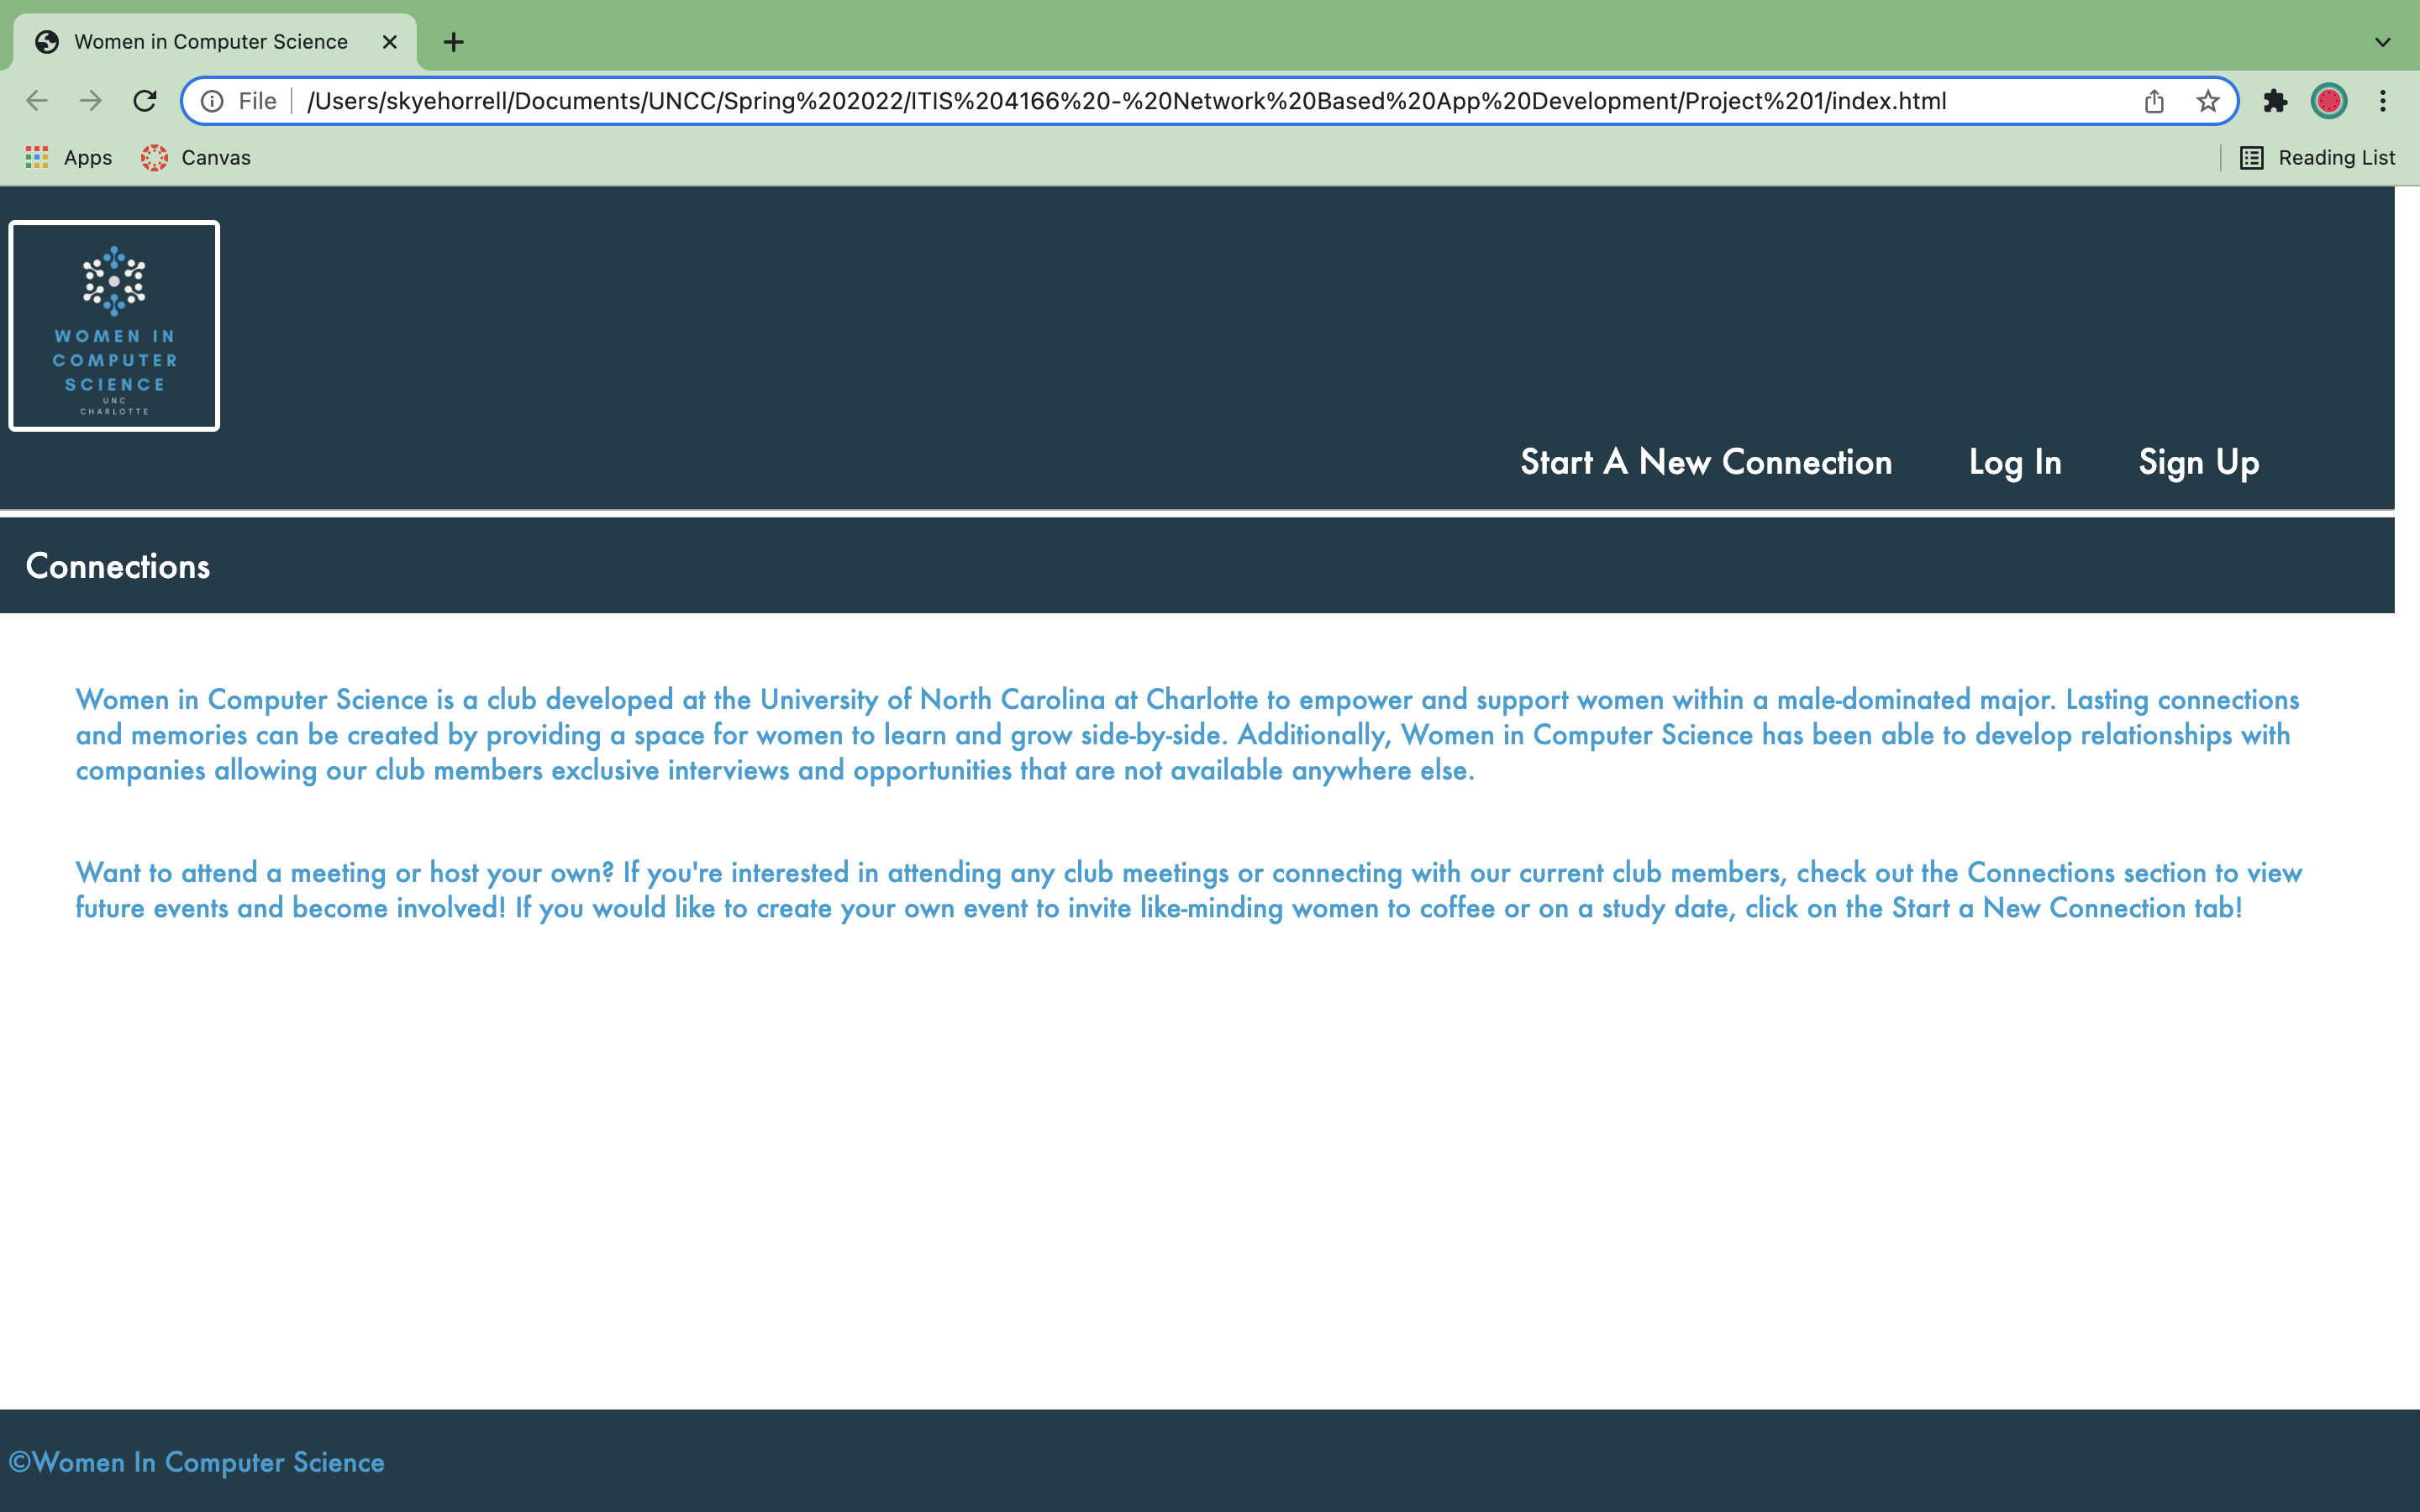 Women in Computer Science
File /Users/skyehorrell/Documents/UNCC/Spring%202022/ITIS%204166%20-%20Network%20Based%20App%20Development/Project%201/index.html
Apps Canvas Reading List
WOMEN IN
COMPUTER
SCIENCE
UNC
CHARLOTTE
Start A New Connection Log In Sign Up
Connections
Women in Computer Science is a club developed at the University of North Carolina at Charlotte to empower and support women within a male-dominated major. Lasting connections
and memories can be created by providing a space for women to learn and grow side-by-side. Additionally, Women in Computer Science has been able to develop relationships with
companies allowing our club members exclusive interviews and opportunities that are not available anywhere else.
Want to attend a meeting or host your own? If you're interested in attending any club meetings or connecting with our current club members, check out the Connections section to view
future events and become involved! If you would like to create your own event to invite like-minding women to coffee or on a study date, click on the Start a New Connection tab!
©Women In Computer Science